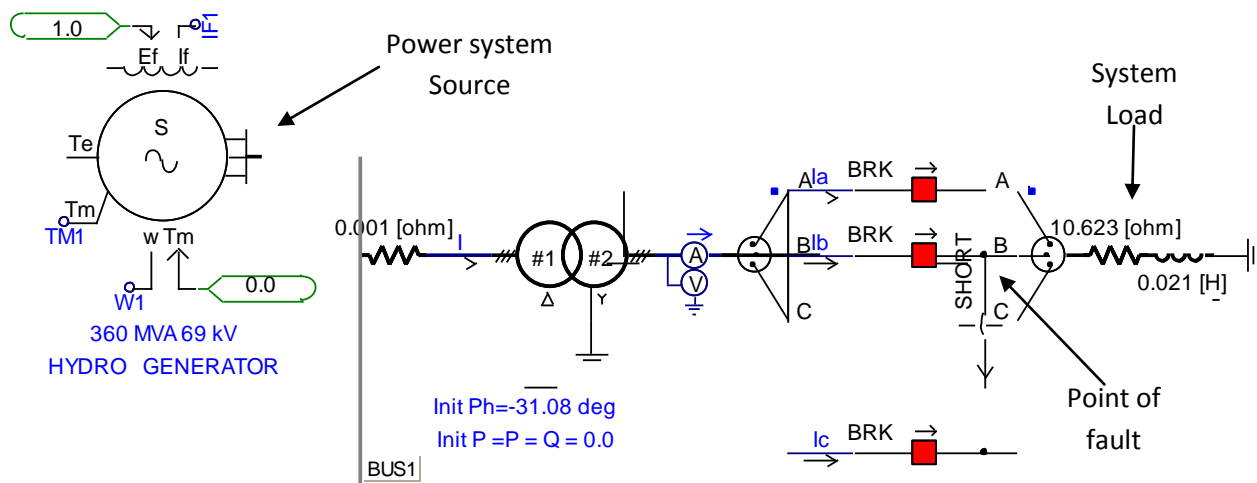 1.0
IF1
Ef If
S
Te
Tm
TM1
w Tm
W1
0.0
360 MVA 69 kV
HYDRO GENERATOR
Power system
Source
0.001 [ohm]
I
#1
#2
Δ
Y
A
V
Init Ph=-31.08 deg
Init P =P = Q = 0.0
BUS1
A
B
C
Ia
BRK
Ib
BRK
Ic
BRK
SHORT
A
B
C
System
Load
10.623 [ohm]
0.021 [H]
Point of
fault